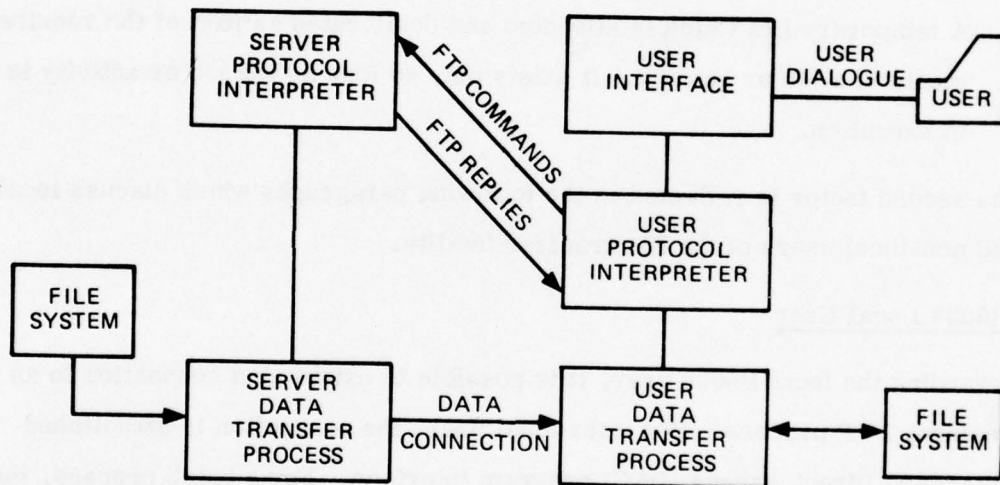 SERVER
PROTOCOL
INTERPRETER
FTP COMMANDS
FTP REPLIES
USER
INTERFACE
USER
DIALOGUE
USER
USER
PROTOCOL
INTERPRETER
FILE
SYSTEM
SERVER
DATA
TRANSFER
PROCESS
DATA
CONNECTION
USER
DATA
TRANSFER
PROCESS
FILE
SYSTEM